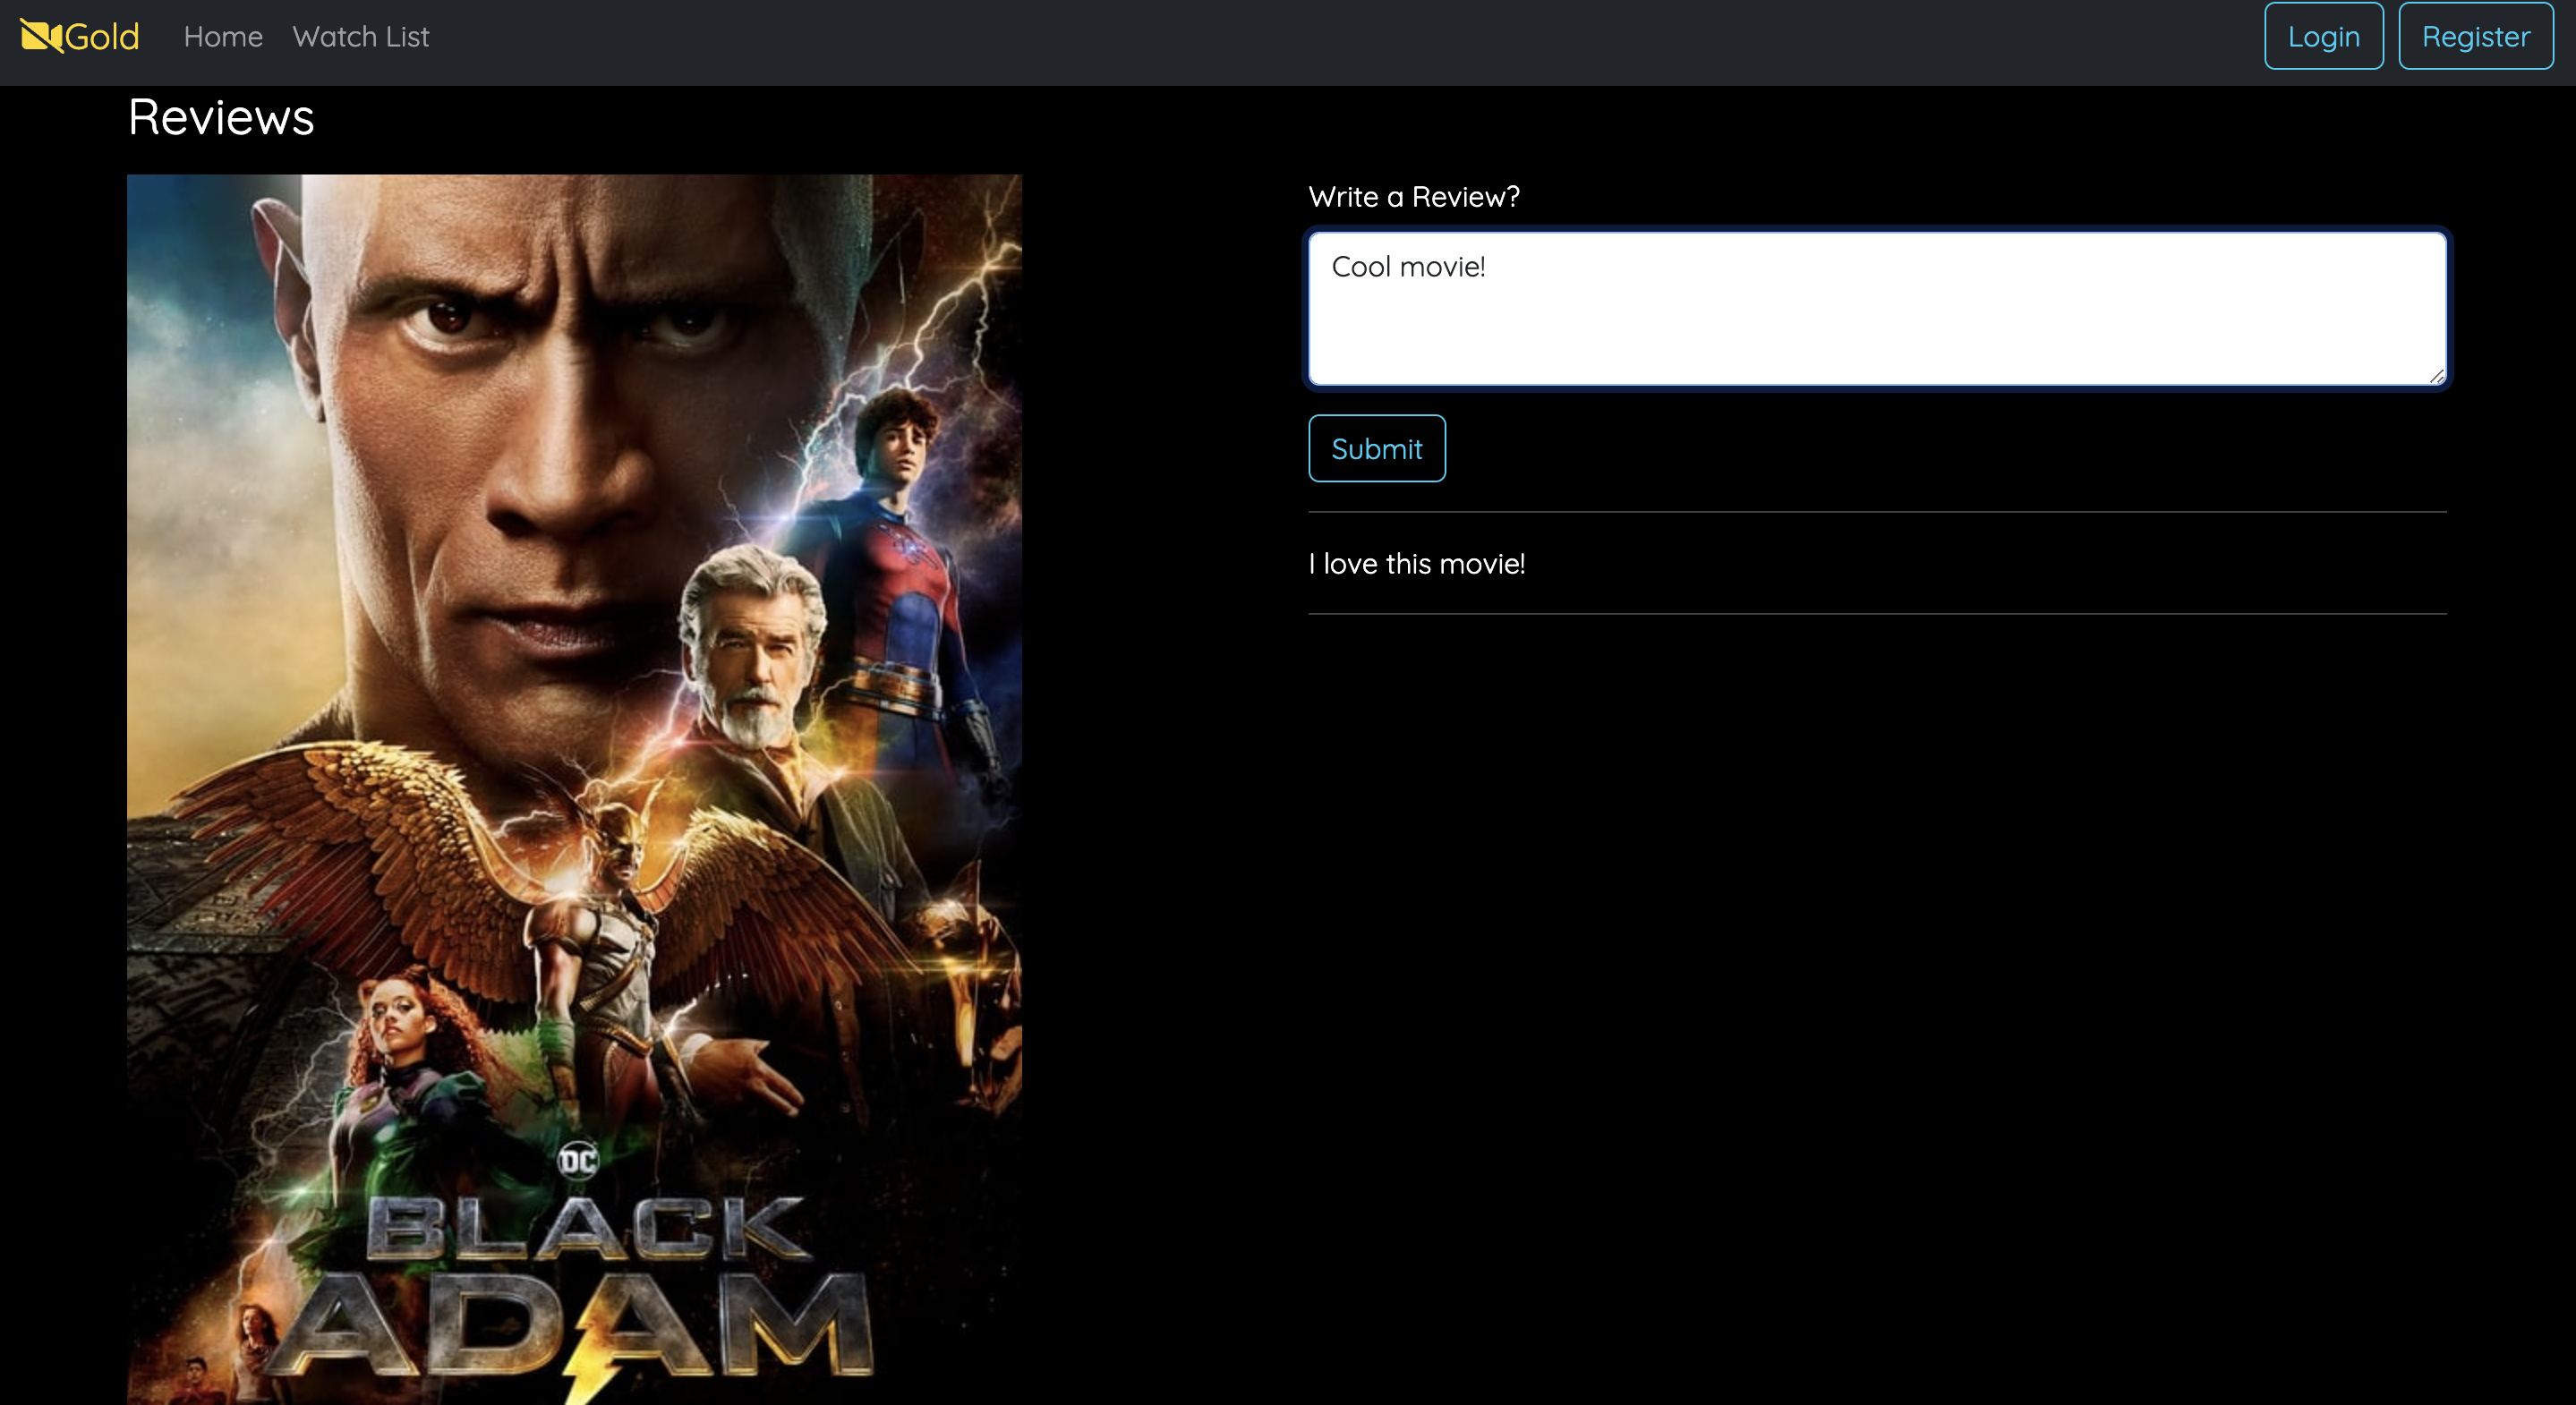 Gold Home Watch List Login Register
Reviews
Write a Review?
Cool movie!
Submit
I love this movie!
DC
BLACK
ADAM